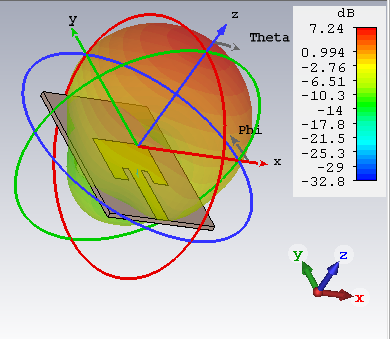 y
z
Theta
Phi
x
dB
7.24
0.994
-2.76
-6.51
-10.3
-14
-17.8
-21.5
-25.3
-29
-32.8
y
z
x